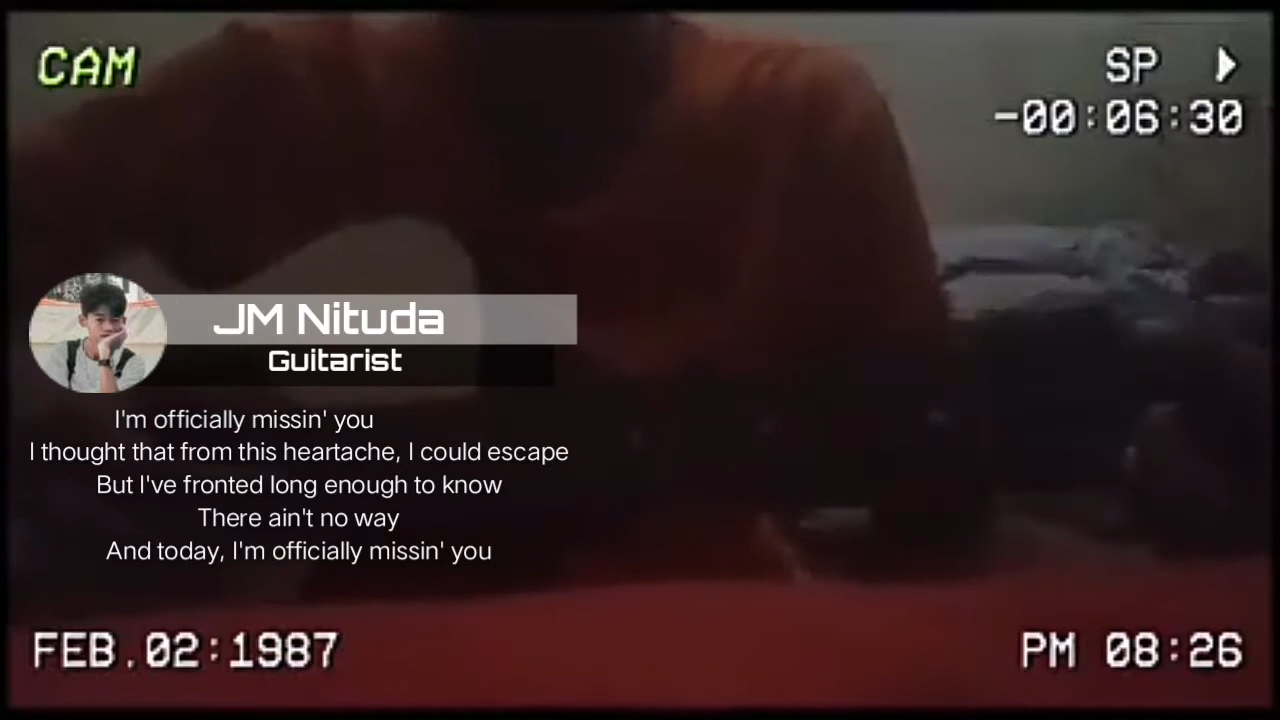 CAM
SP
-00:06:30
JM Nituda
Guitarist
I'm officially missin' you
I thought that from this heartache, I could escape
But I've fronted long enough to know
There ain't no way
And today, I'm officially missin' you
FEB.02:1987
PM 08:26